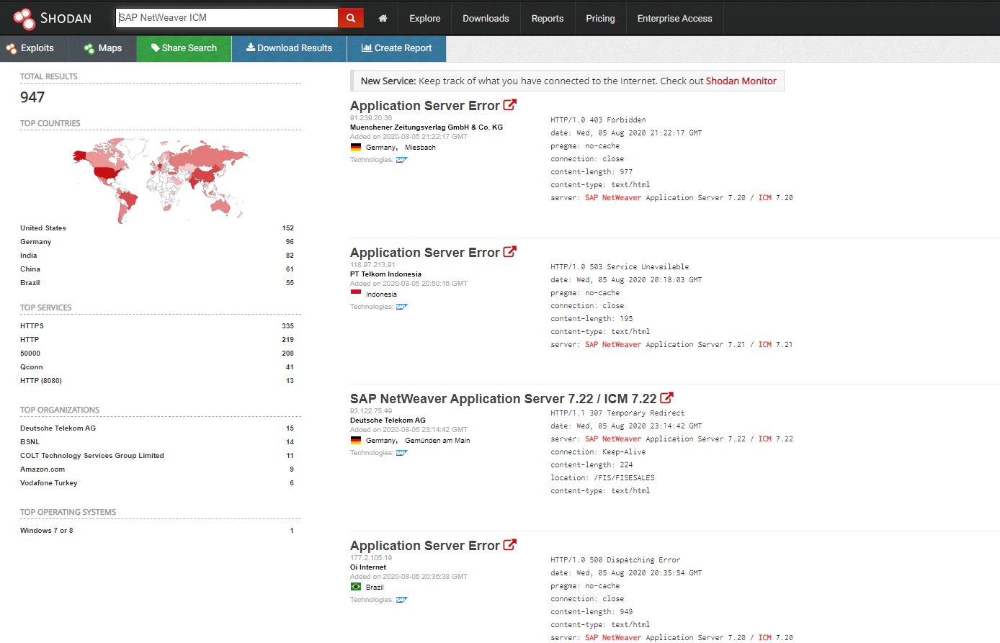 SHODAN
SAP NetWeaver ICM
Explore
Downloads
Reports
Pricing
Enterprise Access
Exploits
Maps
Share Search
Download Results
Create Report
TOTAL RESULTS
947
TOP COUNTRIES
United States 152
Germany 96
India 82
China 61
Brazil 55
TOP SERVICES
HTTPS 335
HTTP 219
50000 208
Qconn 41
HTTP (8080) 13
TOP ORGANIZATIONS
Deutsche Telekom AG 15
BSNL 14
COLT Technology Services Group Limited 11
Amazon.com 9
Vodafone Turkey 6
TOP OPERATING SYSTEMS
Windows 7 or 8 1
New Service: Keep track of what you have connected to the Internet. Check out Shodan Monitor
Application Server Error
91.239.20.36
Muenchener Zeitungsverlag GmbH & Co. KG
Added on 2020-08-05 21:22:17 GMT
Germany, Miesbach
Technologies: SAP
HTTP/1.0 403 Forbidden
date: Wed, 05 Aug 2020 21:22:17 GMT
pragma: no-cache
connection: close
content-length: 977
content-type: text/html
server: SAP NetWeaver Application Server 7.20 / ICM 7.20
Application Server Error
118.97.213.91
PT Telkom Indonesia
Added on 2020-08-05 20:50:16 GMT
Indonesia
Technologies: SAP
HTTP/1.0 503 Service Unavailable
date: Wed, 05 Aug 2020 20:18:03 GMT
pragma: no-cache
connection: close
content-length: 195
content-type: text/html
server: SAP NetWeaver Application Server 7.21 / ICM 7.21
SAP NetWeaver Application Server 7.22 / ICM 7.22
93.122.75.49
Deutsche Telekom AG
Added on 2020-08-05 23:14:42 GMT
Germany, Gemünden am Main
Technologies: SAP
HTTP/1.1 307 Temporary Redirect
date: Wed, 05 Aug 2020 23:14:42 GMT
server: SAP NetWeaver Application Server 7.22 / ICM 7.22
connection: Keep-Alive
content-length: 224
location: /FIS/FISESALES
content-type: text/html
Application Server Error
177.2.105.19
Oi Internet
Added on 2020-08-05 20:36:38 GMT
Brazil
Technologies: SAP
HTTP/1.0 500 Dispatching Error
date: Wed, 05 Aug 2020 20:35:54 GMT
pragma: no-cache
connection: close
content-length: 949
content-type: text/html
server: SAP NetWeaver Application Server 7.20 / ICM 7.20